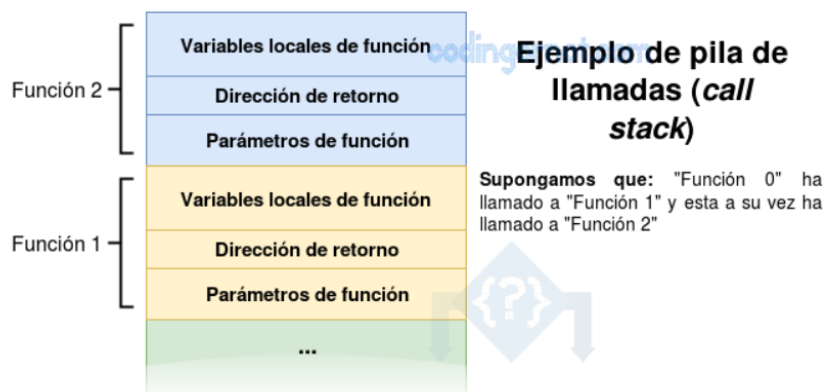 Variables locales de función
Función 2
Dirección de retorno
Parámetros de función
Variables locales de función
Función 1
Dirección de retorno
Parámetros de función
...
Ejemplo de pila de
llamadas (call
stack)
Supongamos que: "Función 0" ha
llamado a "Función 1" y esta a su vez ha
llamado a "Función 2"
{?}